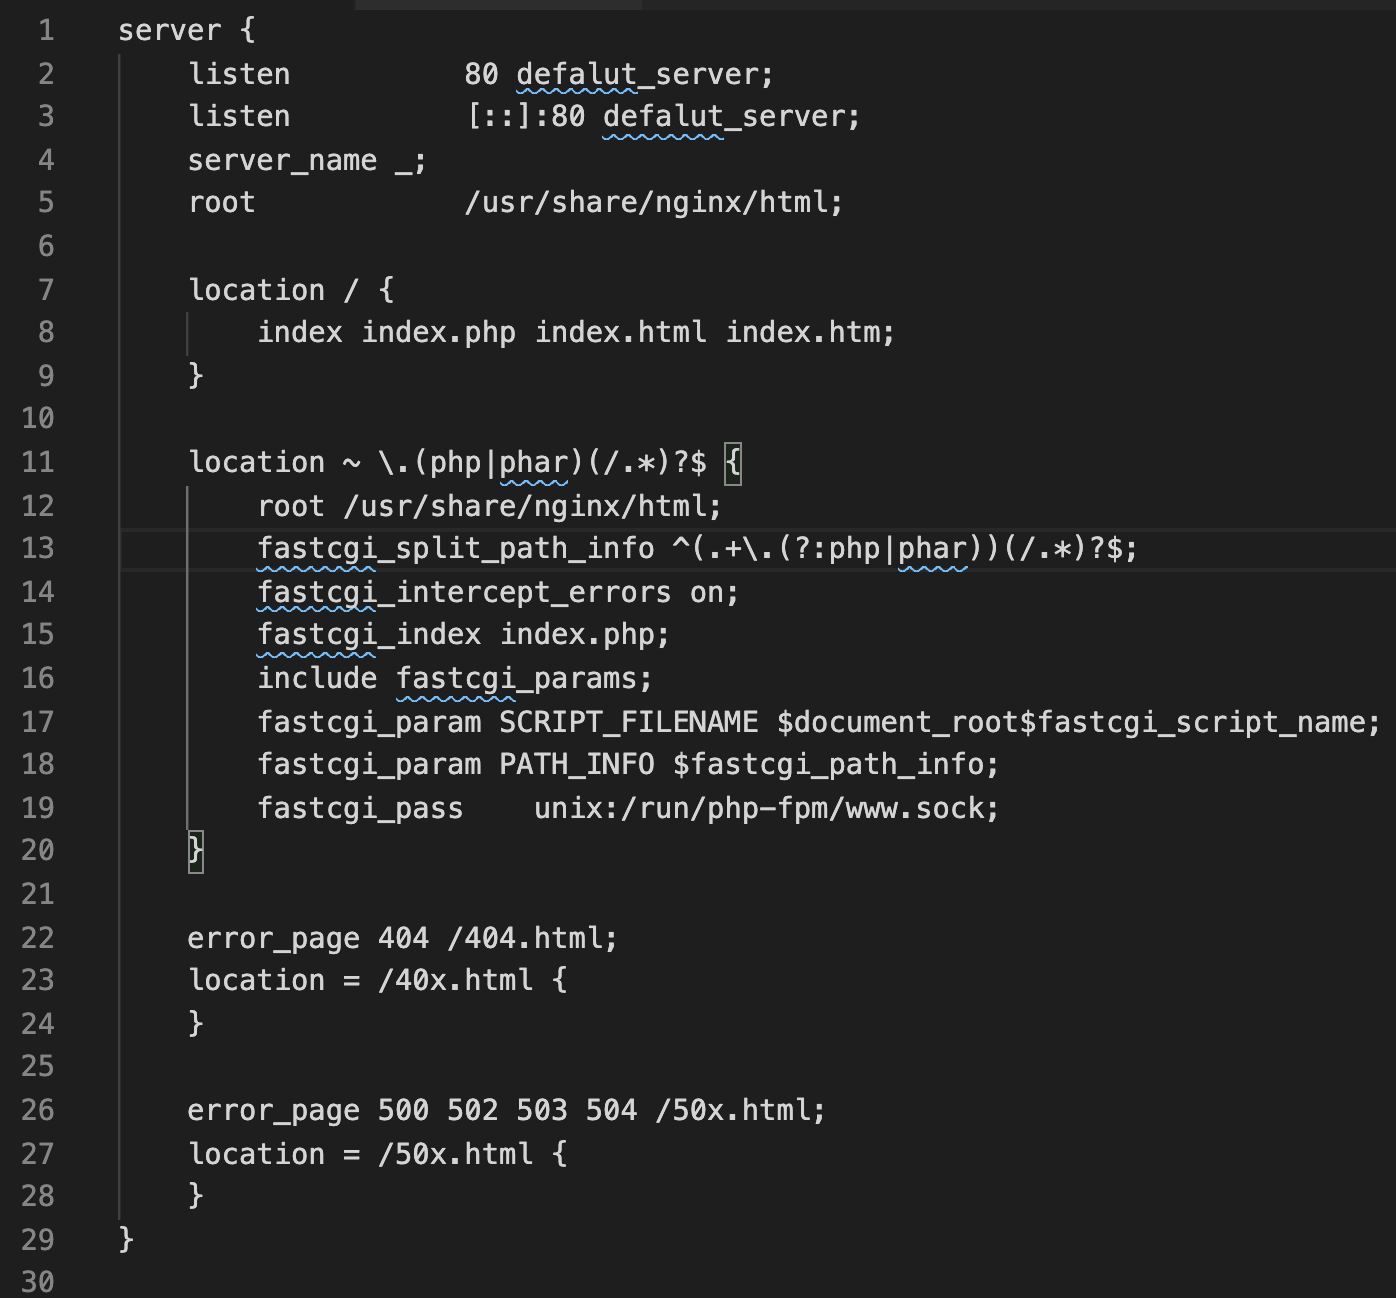 1 server {
2 listen 80 defalut_server;
3 listen [::]:80 defalut_server;
4 server_name _;
5 root /usr/share/nginx/html;
6
7 location / {
8 index index.php index.html index.htm;
9 }
10
11 location ~ \.(php|phar)(/.*)?$ {
12 root /usr/share/nginx/html;
13 fastcgi_split_path_info ^(.+\.(?:php|phar))(/.*)?$;
14 fastcgi_intercept_errors on;
15 fastcgi_index index.php;
16 include fastcgi_params;
17 fastcgi_param SCRIPT_FILENAME $document_root$fastcgi_script_name;
18 fastcgi_param PATH_INFO $fastcgi_path_info;
19 fastcgi_pass unix:/run/php-fpm/www.sock;
20 }
21
22 error_page 404 /404.html;
23 location = /40x.html {
24 }
25
26 error_page 500 502 503 504 /50x.html;
27 location = /50x.html {
28 }
29 }
30